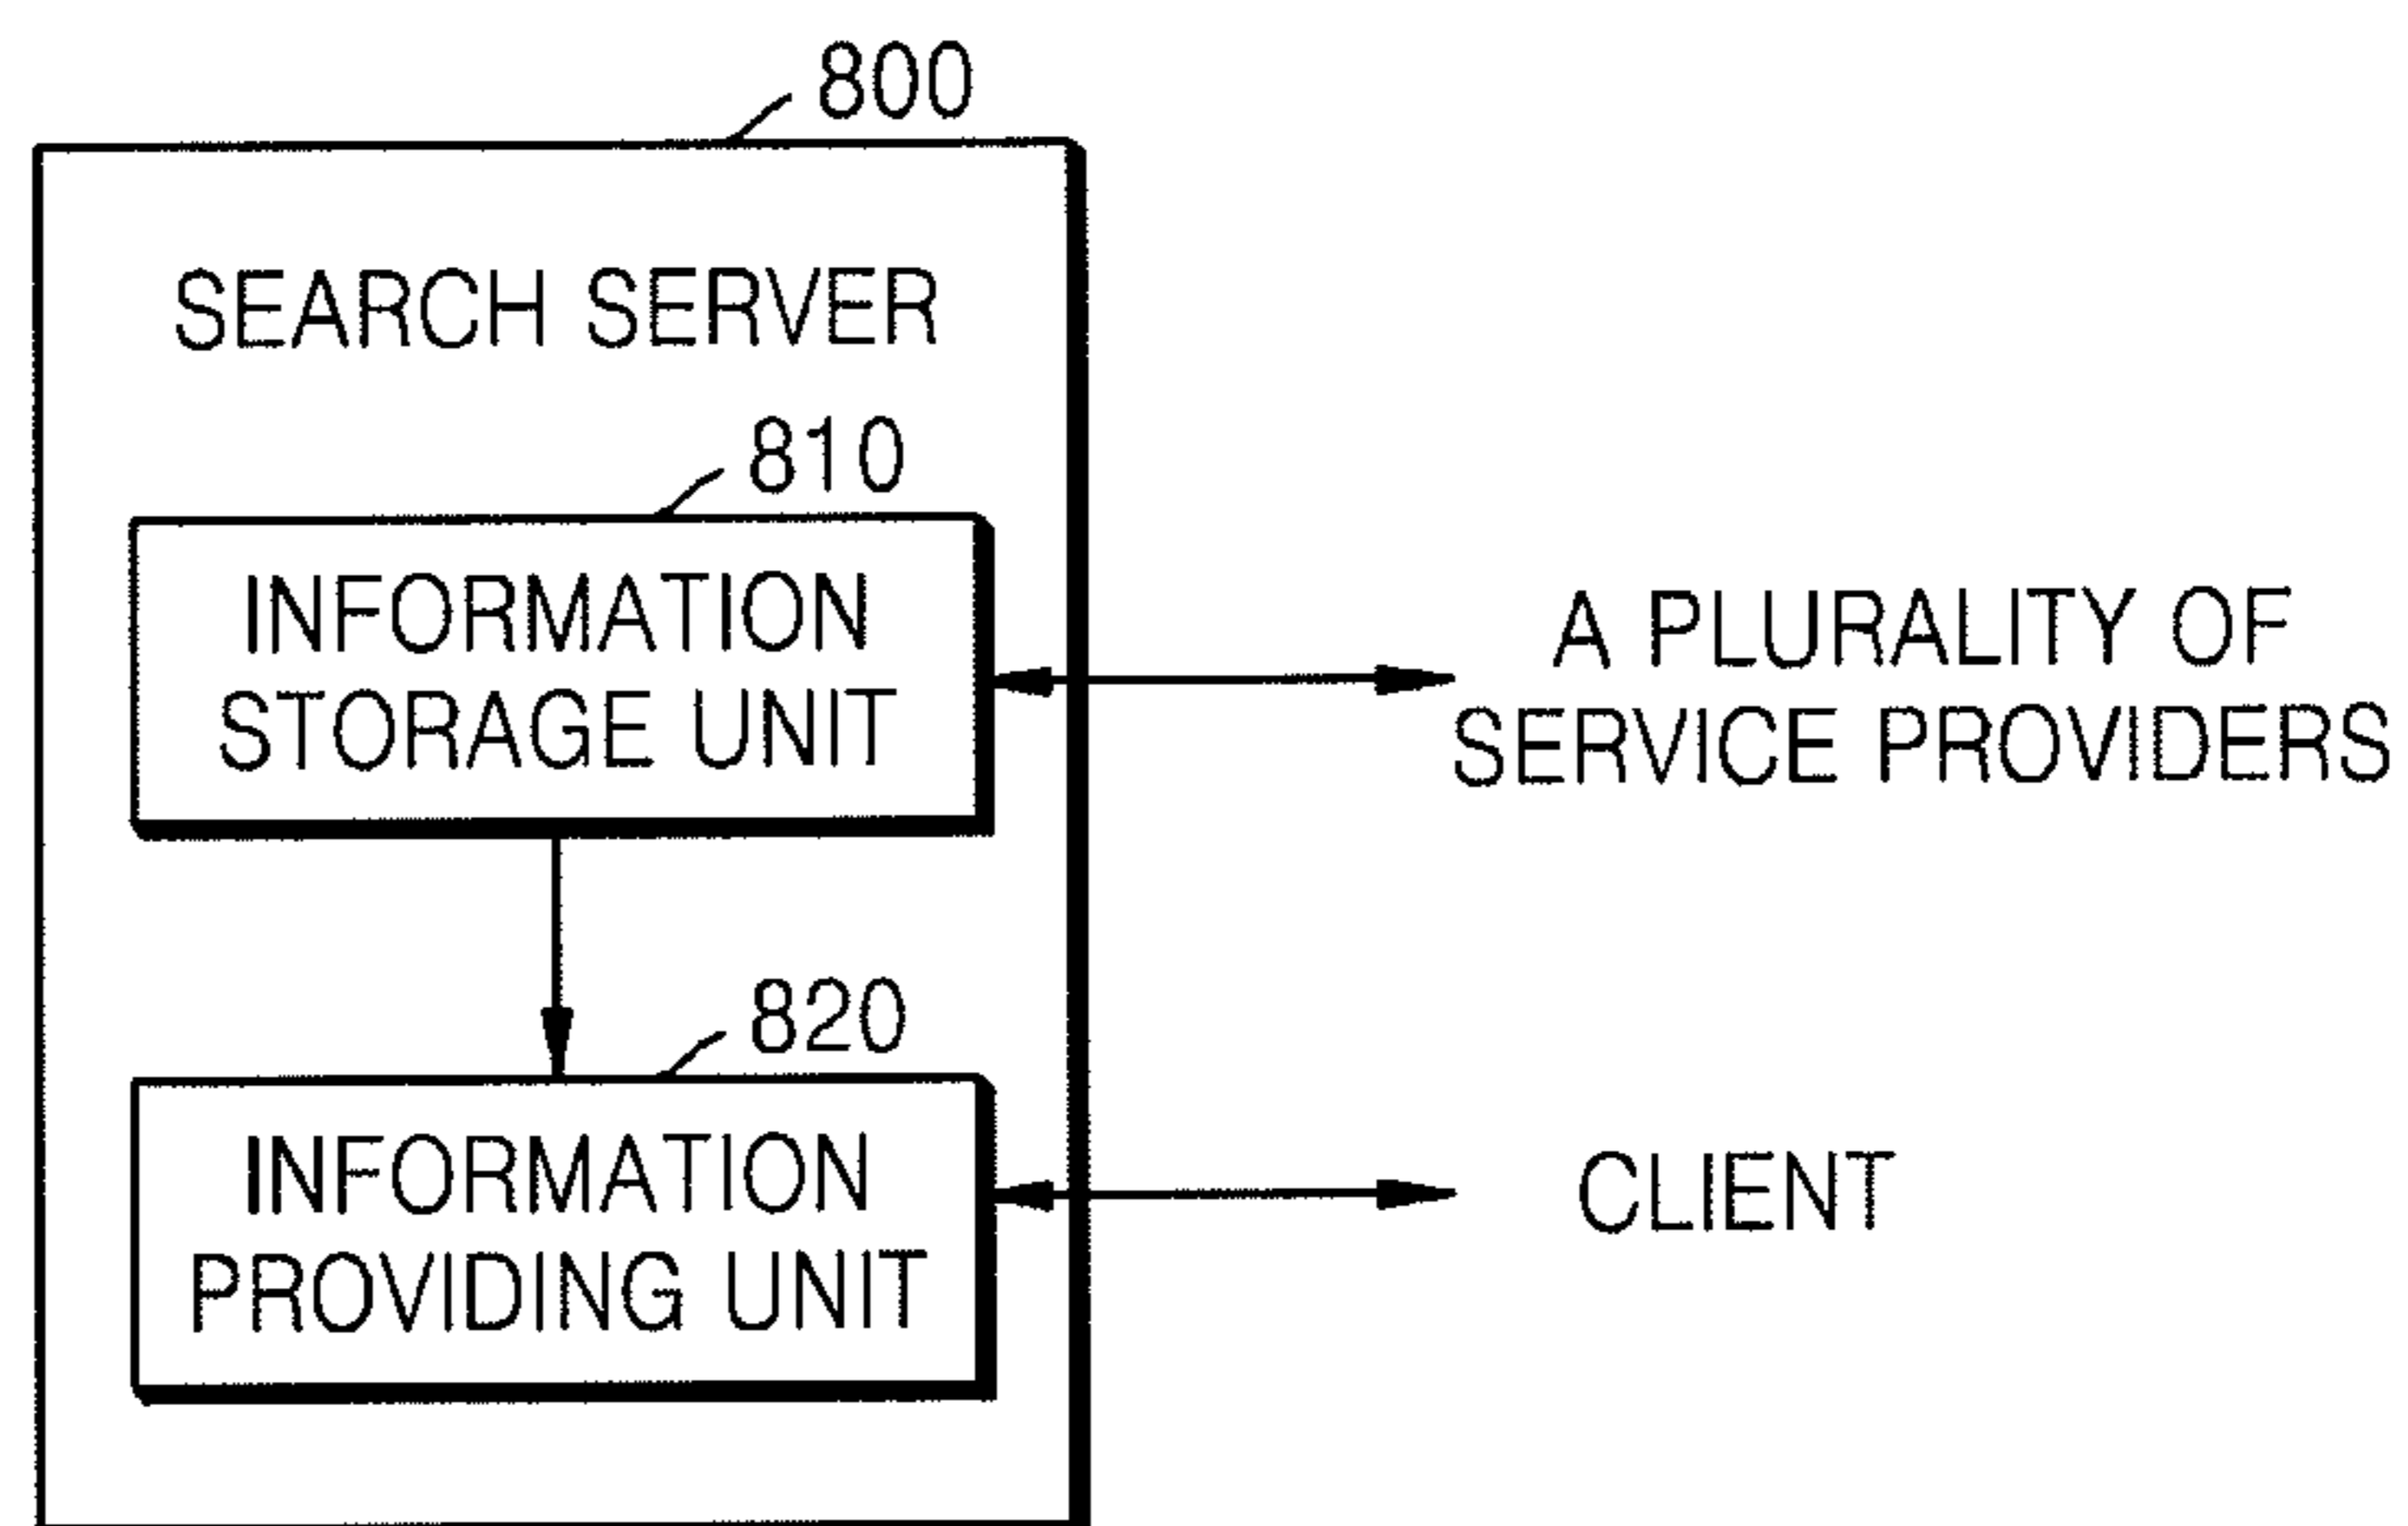 800
SEARCH SERVER
810
INFORMATION
STORAGE UNIT
A PLURALITY OF
SERVICE PROVIDERS
820
INFORMATION
PROVIDING UNIT
CLIENT